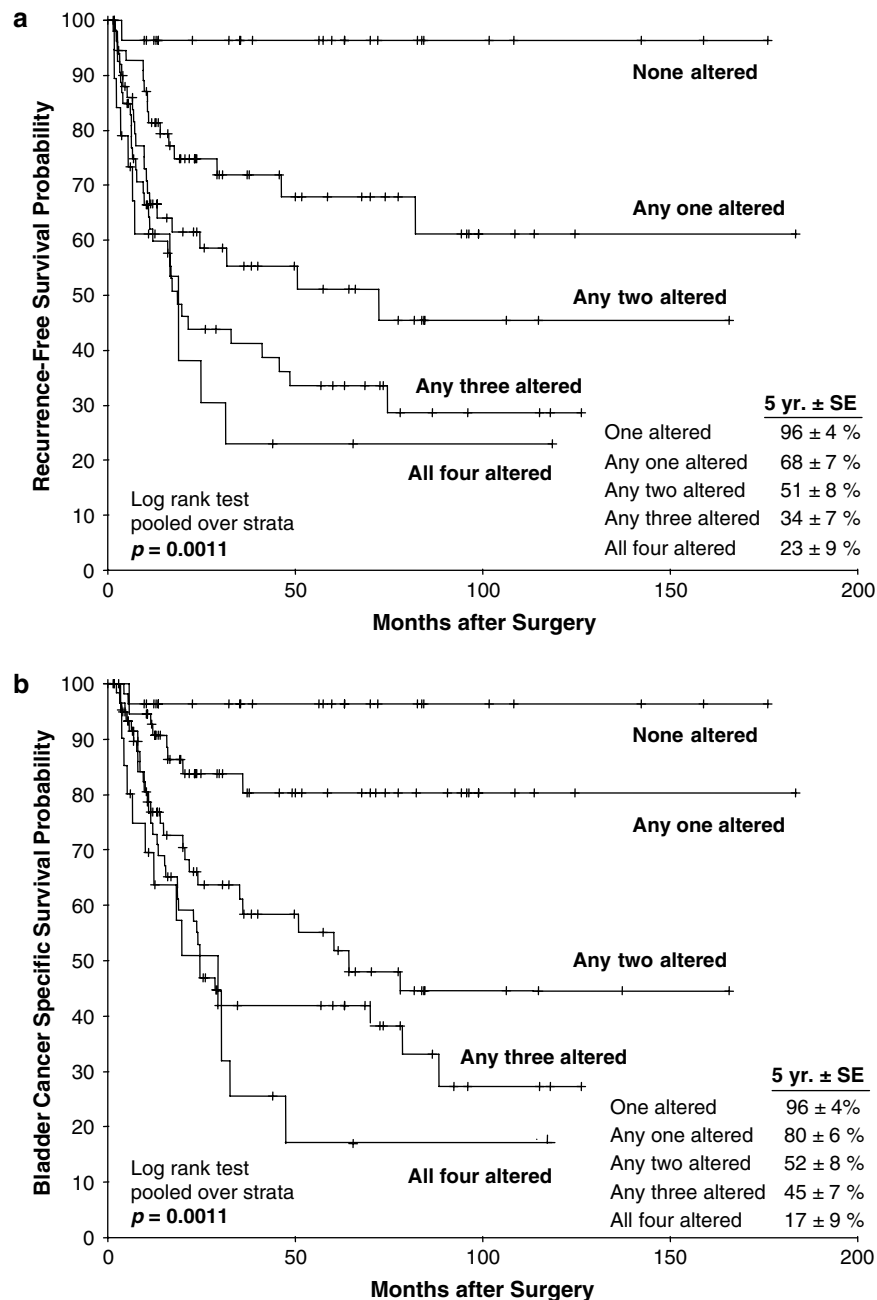 a
100
90
80
70
60
50
40
30
20
10
0
Recurrence-Free Survival Probability
None altered
Any one altered
Any two altered
Any three altered
All four altered
5 yr. ± SE
One altered 96 ± 4 %
Any one altered 68 ± 7 %
Any two altered 51 ± 8 %
Any three altered 34 ± 7 %
All four altered 23 ± 9 %
Log rank test
pooled over strata
p = 0.0011
0 50 100 150 200
Months after Surgery
b
100
90
80
70
60
50
40
30
20
10
0
Bladder Cancer Specific Survival Probability
None altered
Any one altered
Any two altered
Any three altered
All four altered
5 yr. ± SE
One altered 96 ± 4%
Any one altered 80 ± 6 %
Any two altered 52 ± 8 %
Any three altered 45 ± 7 %
All four altered 17 ± 9 %
Log rank test
pooled over strata
p = 0.0011
0 50 100 150 200
Months after Surgery